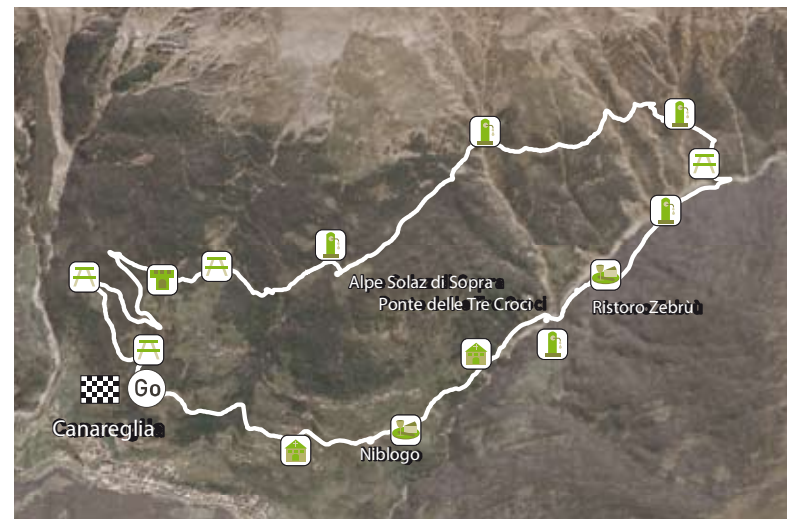 Alpe Solaz di Sopra
Ponte delle Tre Croci
Ristoro Zebrù
Go
Canareglia
Niblogo